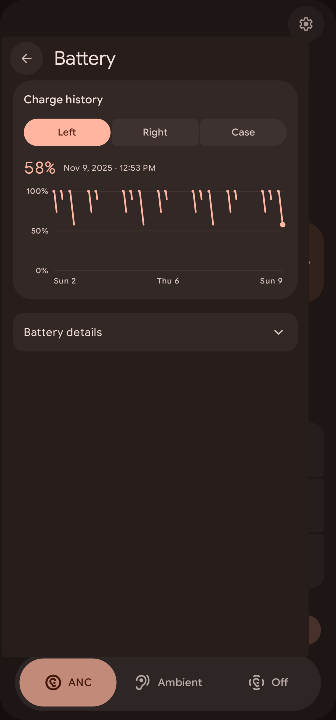 Battery
Charge history
Left Right Case
58% Nov 9, 2025 - 12:53 PM
100%
50%
0%
Sun 2 Thu 6 Sun 9
Battery details
ANC Ambient Off